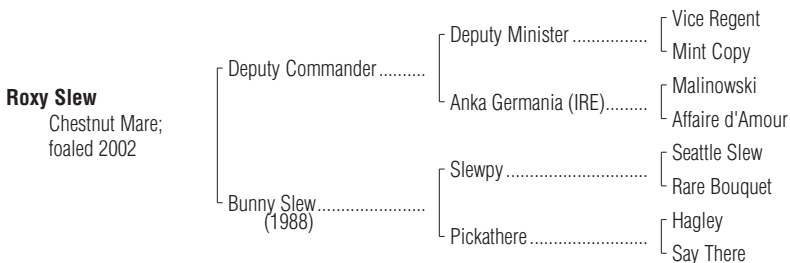 Vice Regent
Deputy Minister ................
Mint Copy
Deputy Commander..........
Malinowski
Anka Germania (IRE).........
Affaire d'Amour
Roxy Slew
Chestnut Mare;
foaled 2002
Seattle Slew
Slewpy ..............................
Rare Bouquet
Bunny Slew.......................
(1988)
Hagley
Pickathere.........................
Say There